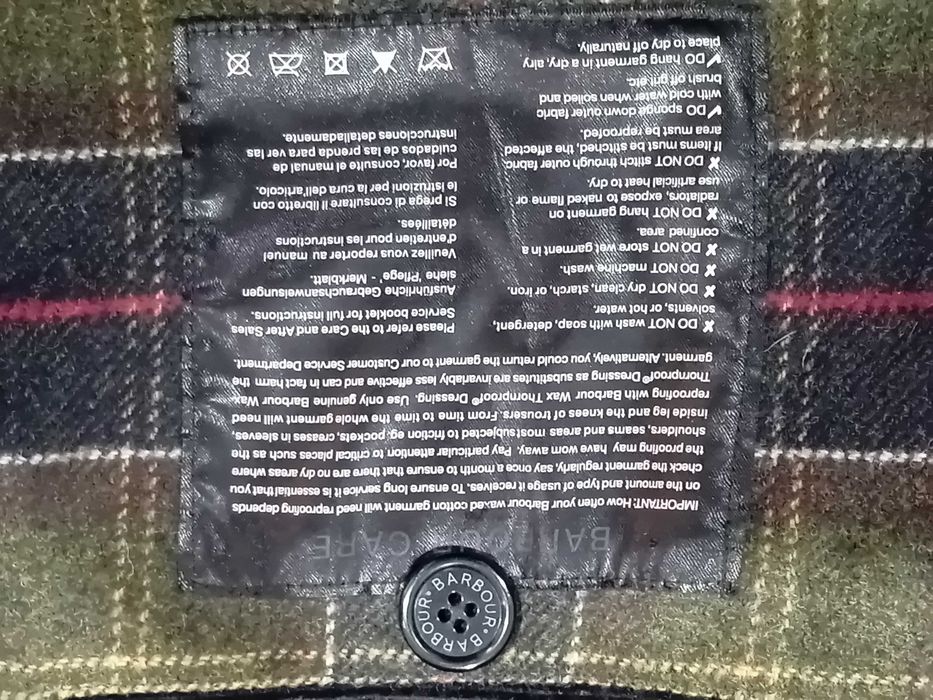 BARBOUR CARE
IMPORTANT: How often your Barbour waxed cotton garment will need reproofing depends
on the amount and type of usage it receives. To ensure long service it is essential that you
check the garment regularly, say once a month to ensure that there are no dry areas where
the proofing may have worn away. Pay particular attention to critical places such as the
shoulders, seams and areas most subjected to friction eg: pockets, creases in sleeves,
inside leg and the knees of trousers. From time to time the whole garment will need
reproofing with Barbour Wax Thornproof® Dressing. Use only genuine Barbour Wax
Thornproof® Dressing as substitutes are invariably less effective and can in fact harm the
garment. Alternatively, you could return the garment to our Customer Service Department.
✘ DO NOT wash with soap, detergent,
solvents, or hot water.
✘ DO NOT dry clean, starch, iron or.
✘ DO NOT machine wash.
✘ DO NOT store wet garment in a
confined area.
✘ DO NOT hang garment on
radiators, expose to naked flame or
use artificial heat to dry.
✘ DO NOT stitch through outer fabric
If items must be stitched, the affected
area must be reproofed.
✔ DO sponge down outer fabric
with cold water when soiled and
brush off grit etc.
✔ DO hang garment in a dry, airy
place to dry off naturally.
Please refer to the Care and After Sales
Service booklet for full instructions.
Ausführliche Gebrauchsanweisungen
siehe 'Pflege' - Merkblatt.
Veuillez vous reporter au manuel
d'entretien pour les instructions
détaillées.
Si prega di consultare il libretto con
le istruzioni per la cura dell'articolo.
Por favor, consulte el manual de
cuidados de las prenda para ver las
instrucciones detalladamente.
BARBOUR • BARBOUR •